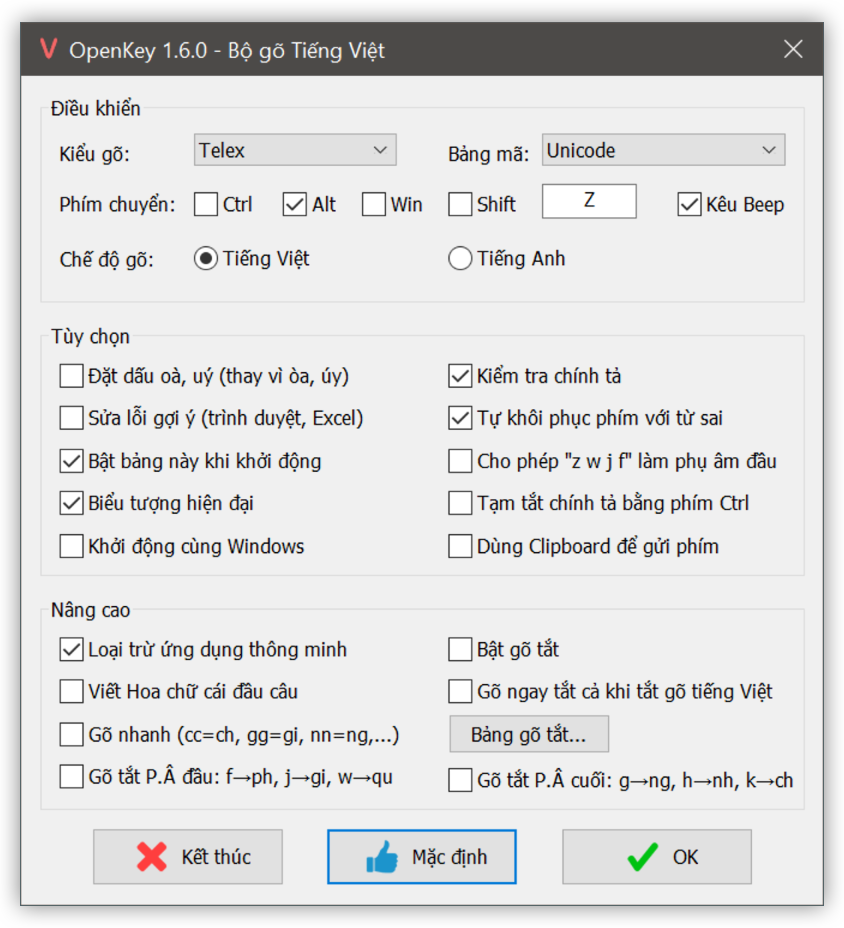 OpenKey 1.6.0 - Bộ gõ Tiếng Việt
Điều khiển
Kiểu gõ: Telex Bảng mã: Unicode
Phím chuyển: Ctrl Alt Win Shift Z Kêu Beep
Chế độ gõ: Tiếng Việt Tiếng Anh
Tùy chọn
Đặt dấu oà, uý (thay vì òa, úy) Kiểm tra chính tả
Sửa lỗi gợi ý (trình duyệt, Excel) Tự khôi phục phím với từ sai
Bật bảng này khi khởi động Cho phép "z w j f" làm phụ âm đầu
Biểu tượng hiện đại Tạm tắt chính tả bằng phím Ctrl
Khởi động cùng Windows Dùng Clipboard để gửi phím
Nâng cao
Loại trừ ứng dụng thông minh Bật gõ tắt
Viết Hoa chữ cái đầu câu Gõ ngay tắt cả khi tắt gõ tiếng Việt
Gõ nhanh (cc=ch, gg=gi, nn=ng,...) Bảng gõ tắt...
Gõ tắt P.Â đầu: f→ph, j→gi, w→qu Gõ tắt P.Â cuối: g→ng, h→nh, k→ch
Kết thúc Mặc định OK